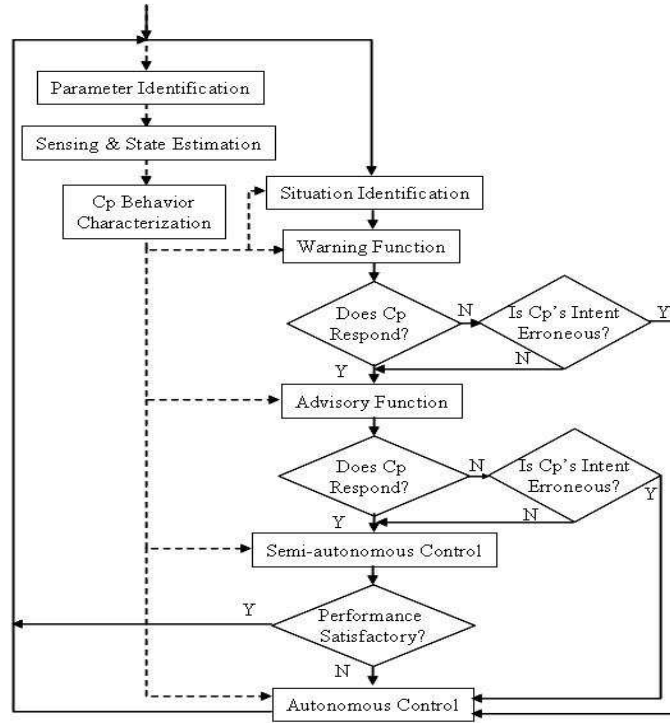 Parameter Identification
Sensing & State Estimation
Cp Behavior
Characterization
Situation Identification
Warning Function
Does Cp
Respond?
N
Is Cp's Intent
Erroneous?
Y
N
Y
Advisory Function
Does Cp
Respond?
N
Is Cp's Intent
Erroneous?
Y
N
Y
Semi-autonomous Control
Y
Performance
Satisfactory?
N
Autonomous Control